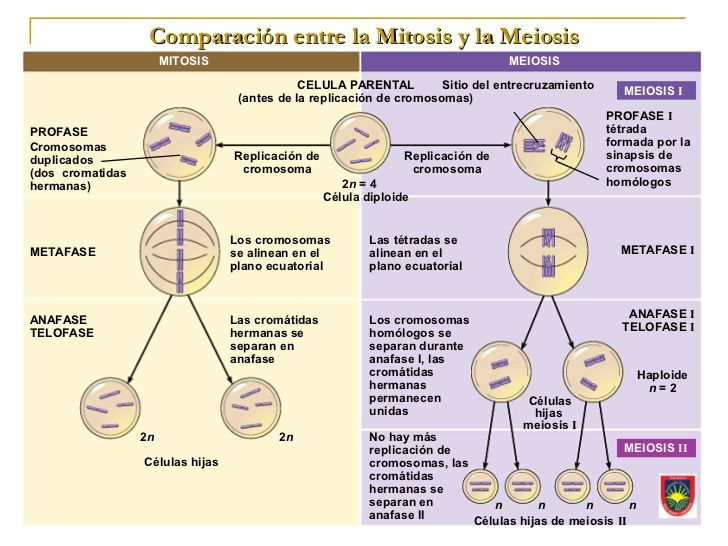 Comparación entre la Mitosis y la Meiosis
MITOSIS
MEIOSIS
CELULA PARENTAL
(antes de la replicación de cromosomas)
Sitio del entrecruzamiento
MEIOSIS I
PROFASE
Cromosomas
duplicados
(dos cromatidas
hermanas)
Replicación de
cromosoma
2n = 4
Célula diploide
Replicación de
cromosoma
PROFASE I
tétrada
formada por la
sinapsis de
cromosomas
homólogos
METAFASE
Los cromosomas
se alinean en el
plano ecuatorial
Las tétradas se
alinean en el
plano ecuatorial
METAFASE I
ANAFASE
TELOFASE
Las cromátidas
hermanas se
separan en
anafase
Los cromosomas
homólogos se
separan durante
anafase I, las
cromátidas
hermanas
permanecen
unidas
ANAFASE I
TELOFASE I
Haploide
n = 2
Células
hijas
meiosis I
2n
2n
Células hijas
No hay más
replicación de
cromosomas, las
cromátidas
hermanas se
separan en
anafase II
MEIOSIS II
n
n
n
n
Células hijas de meiosis II